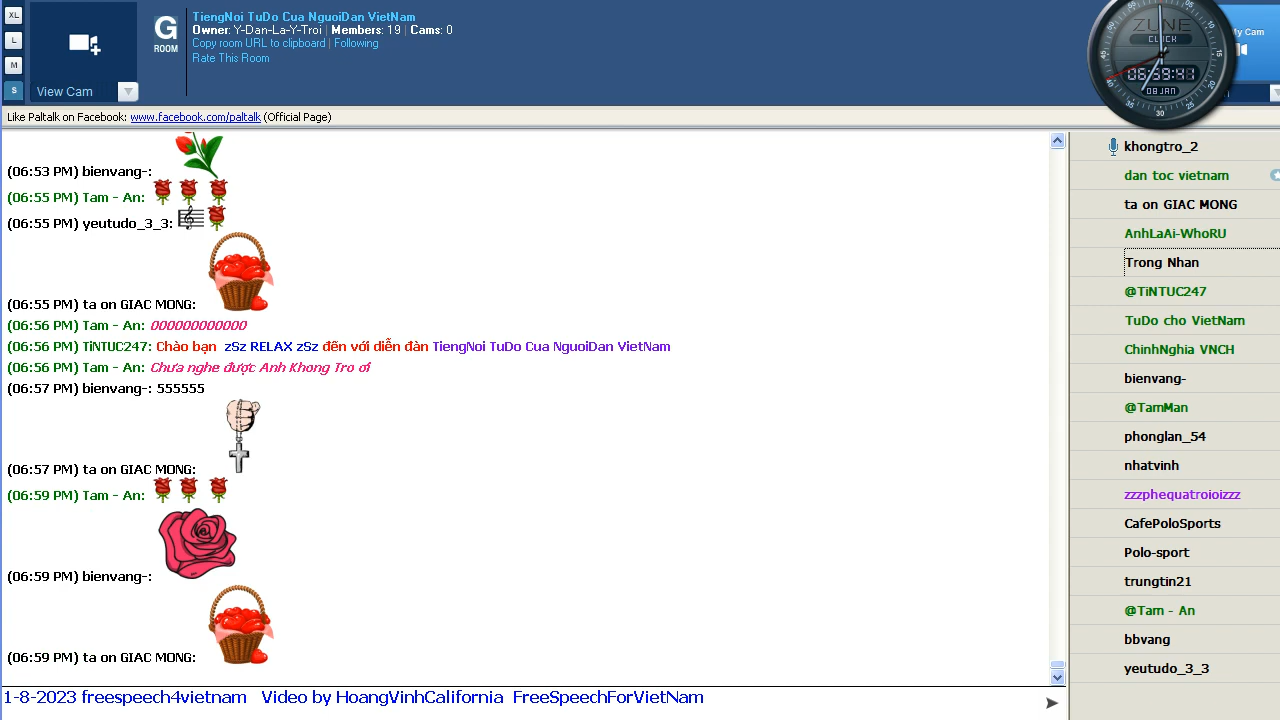 XL
L
M
S
View Cam
G
ROOM
TiengNoi TuDo Cua NguoiDan VietNam
Owner: Y-Dan-La-Y-Troi | Members: 19 | Cams: 0
Copy room URL to clipboard | Following
Rate This Room
My Cam
CLICK
06:59:41
08 JAN
Like Paltalk on Facebook: www.facebook.com/paltalk (Official Page)
(06:53 PM) bienvang-:
(06:55 PM) Tam - An:
(06:55 PM) yeutudo_3_3:
(06:55 PM) ta on GIAC MONG:
(06:56 PM) Tam - An: 000000000000
(06:56 PM) TiNTUC247: Chào bạn  zSz RELAX zSz đến với diễn đàn TiengNoi TuDo Cua NguoiDan VietNam
(06:56 PM) Tam - An: Chưa nghe được Anh Khong Tro ơi
(06:57 PM) bienvang-: 555555
(06:57 PM) ta on GIAC MONG:
(06:59 PM) Tam - An:
(06:59 PM) bienvang-:
(06:59 PM) ta on GIAC MONG:
1-8-2023 freespeech4vietnam   Video by HoangVinhCalifornia  FreeSpeechForVietNam
khongtro_2
dan toc vietnam
ta on GIAC MONG
AnhLaAi-WhoRU
Trong Nhan
@TiNTUC247
TuDo cho VietNam
ChinhNghia VNCH
bienvang-
@TamMan
phonglan_54
nhatvinh
zzzphequatroioizzz
CafePoloSports
Polo-sport
trungtin21
@Tam - An
bbvang
yeutudo_3_3